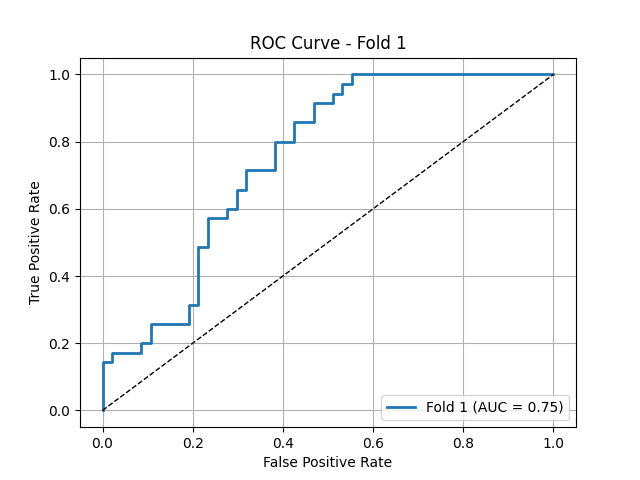 ROC Curve - Fold 1
True Positive Rate
1.0
0.8
0.6
0.4
0.2
0.0
Fold 1 (AUC = 0.75)
0.0 0.2 0.4 0.6 0.8 1.0
False Positive Rate